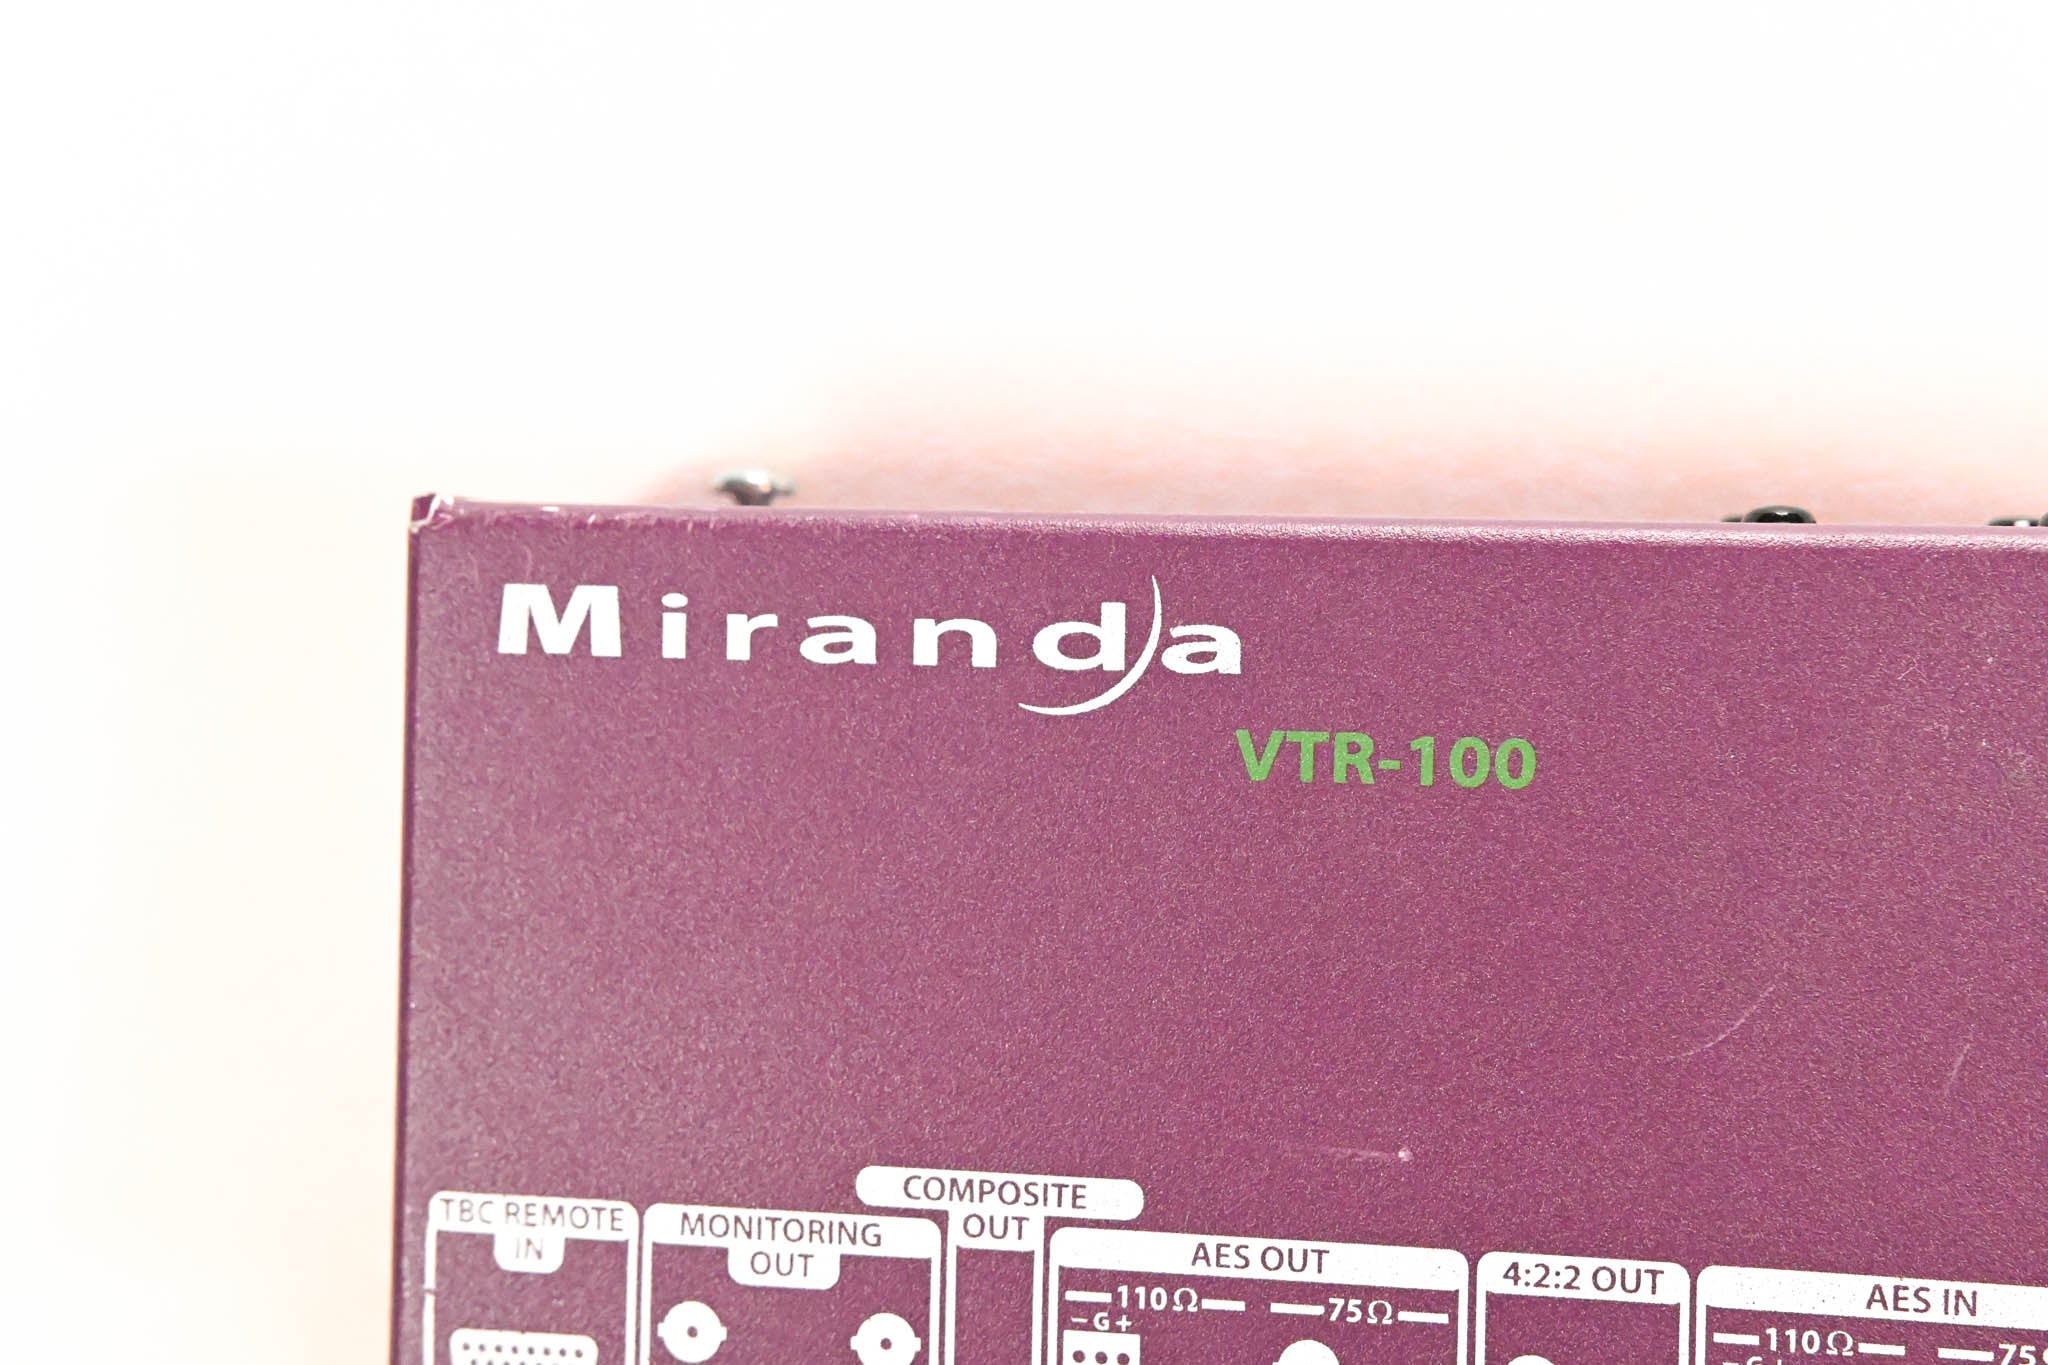 Miranda
VTR-100
COMPOSITE
OUT
TBC REMOTE
IN
MONITORING
OUT
AES OUT
110Ω 75Ω
- G +
4:2:2 OUT
AES IN
110Ω 75